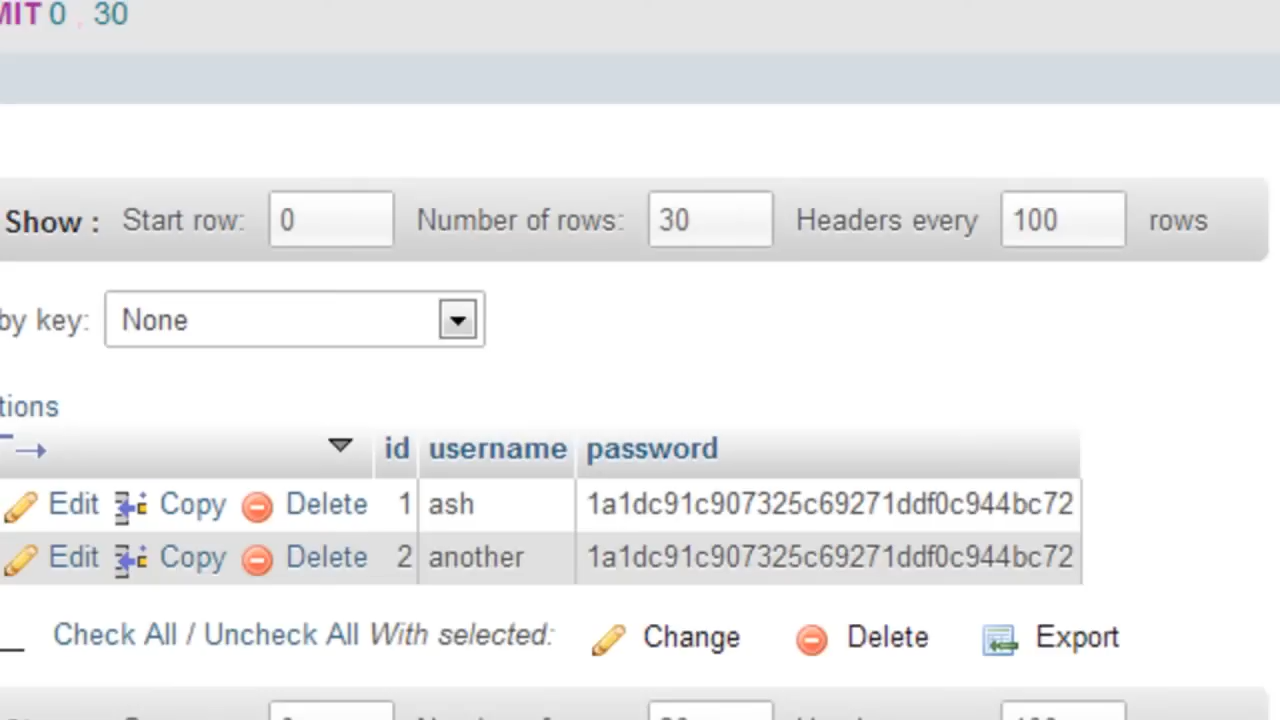 MIT 0 , 30
Show : Start row: 0 Number of rows: 30 Headers every 100 rows
by key: None
tions
id username password
Edit Copy Delete 1 ash 1a1dc91c907325c69271ddf0c944bc72
Edit Copy Delete 2 another 1a1dc91c907325c69271ddf0c944bc72
Check All / Uncheck All With selected: Change Delete Export